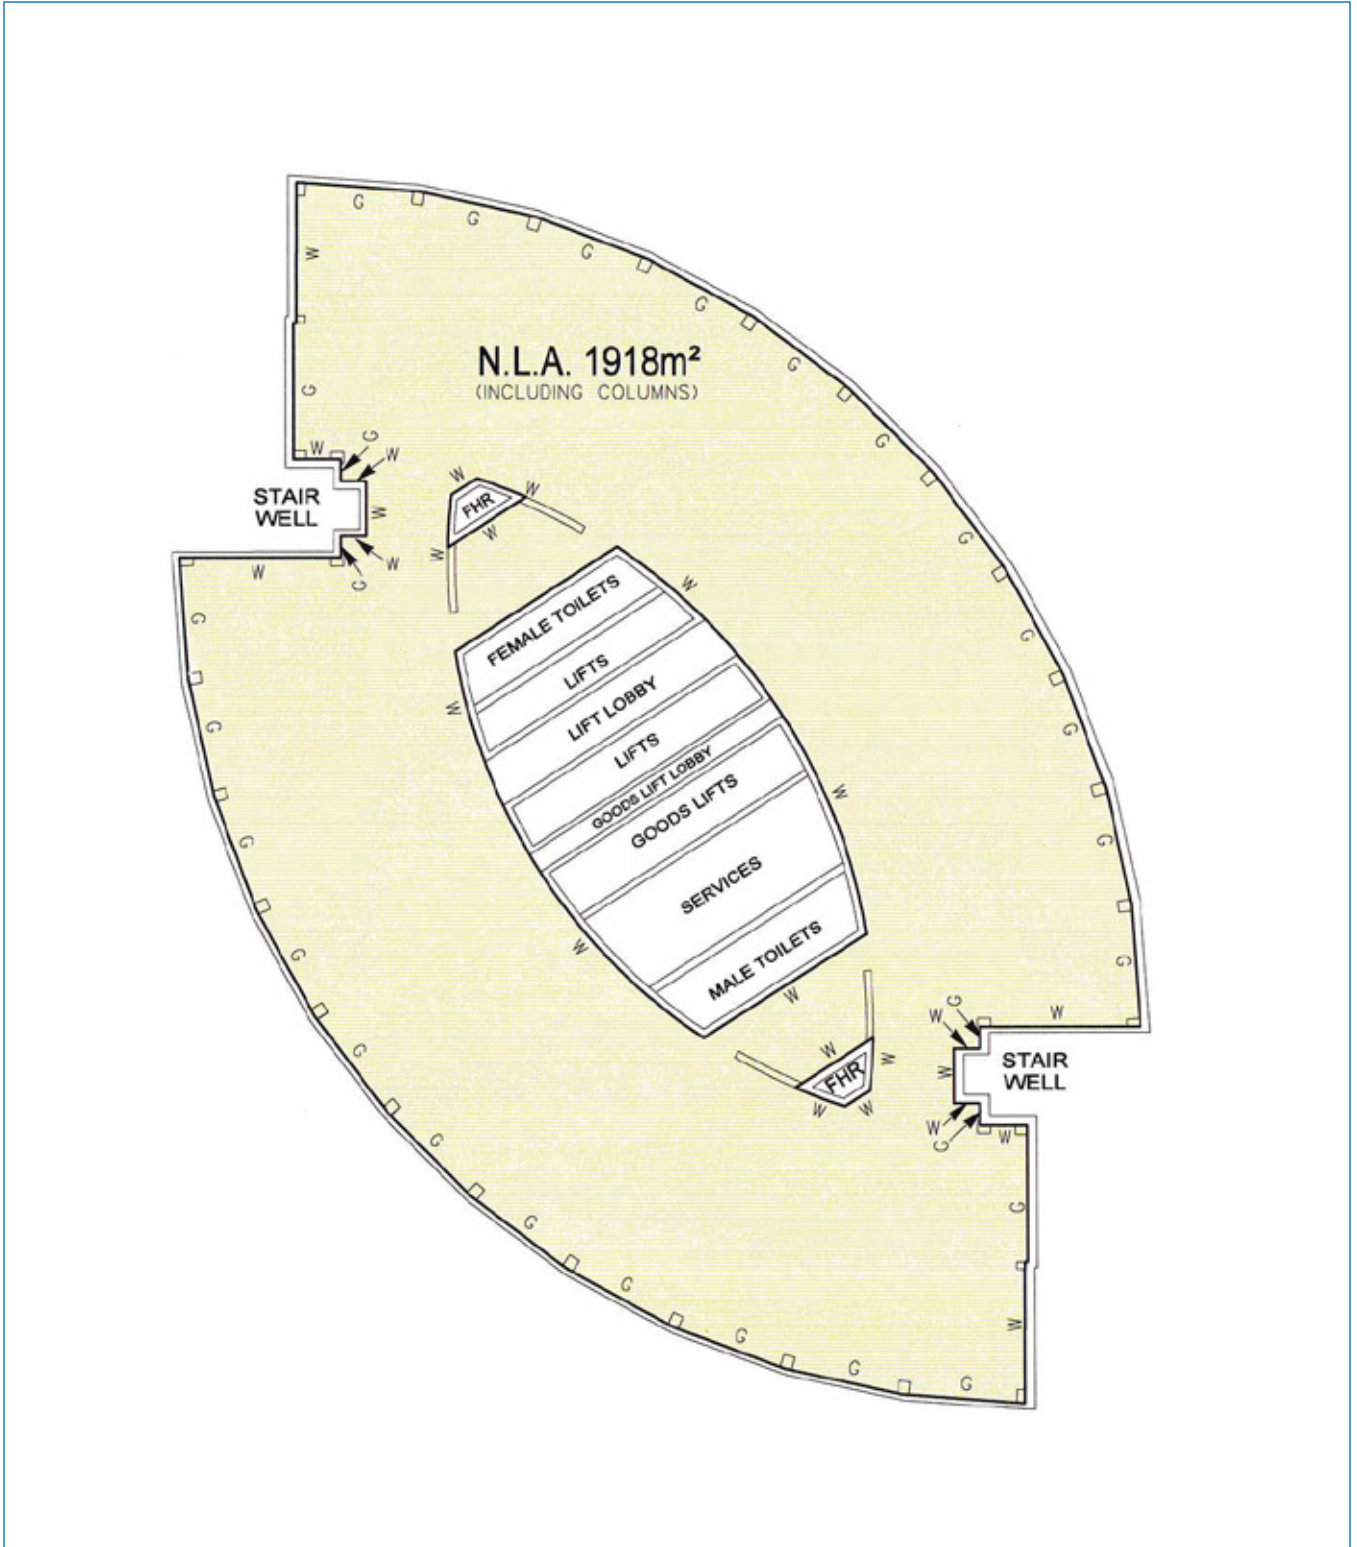 G
G
W
G
G
N.L.A. 1918m²
G
(INCLUDING COLUMNS)
G
G
G
W
W
W
W
STAIR
WELL
FHR
W
W
G
W
W
W
G
W
FEMALE TOILETS
G
G
LIFTS
W
LIFT LOBBY
G
G
LIFTS
GOODS LIFT LOBBY
W
GOODS LIFTS
G
G
SERVICES
W
G
G
MALE TOILETS
W
G
W
W
G
W
W
STAIR
WELL
W
FHR
W
W
W
W
G
G
G
G
G
W
G
G
G